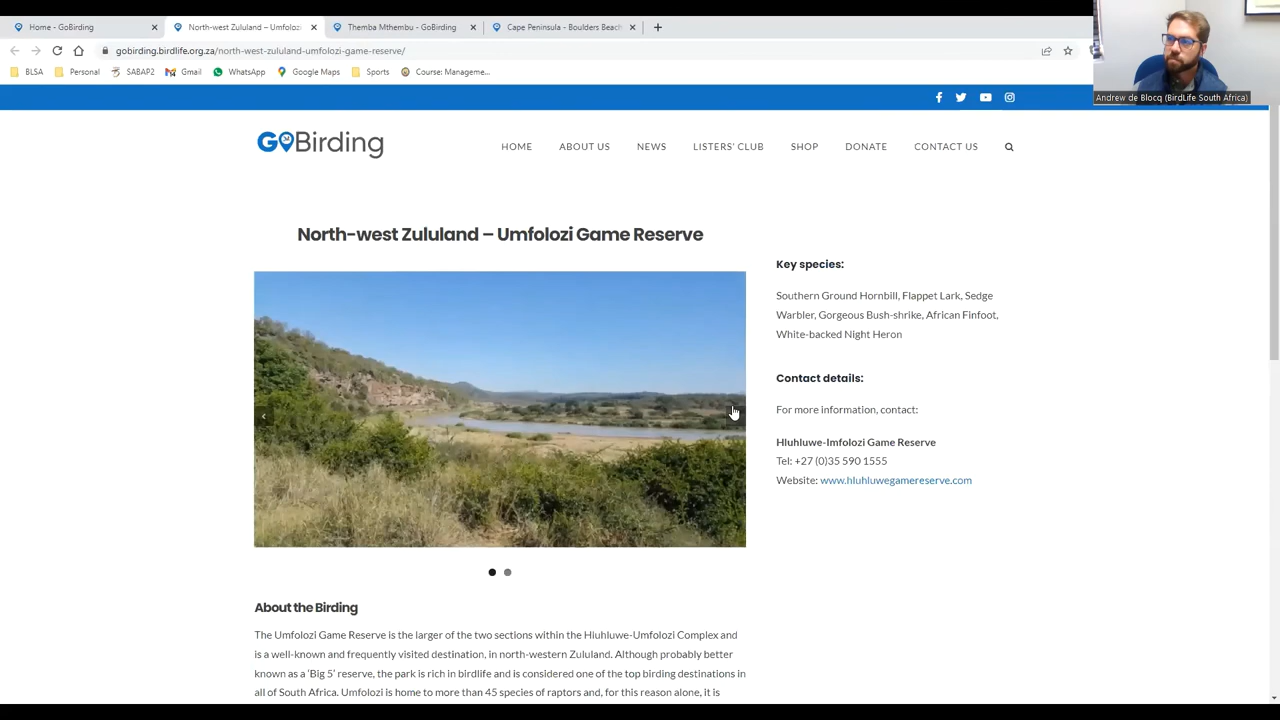 Home - GoBirding
North-west Zululand – Umfolozi
Themba Mthembu - GoBirding
Cape Peninsula - Boulders Beach
gobirding.birdlife.org.za/north-west-zululand-umfolozi-game-reserve/
BLSA
Personal
SABAP2
Gmail
WhatsApp
Google Maps
Sports
Course: Manageme...
Andrew de Blocq (BirdLife South Africa)
GOBirding
HOME
ABOUT US
NEWS
LISTERS' CLUB
SHOP
DONATE
CONTACT US
North-west Zululand – Umfolozi Game Reserve
Key species:
Southern Ground Hornbill, Flappet Lark, Sedge
Warbler, Gorgeous Bush-shrike, African Finfoot,
White-backed Night Heron
Contact details:
For more information, contact:
Hluhluwe-Imfolozi Game Reserve
Tel: +27 (0)35 590 1555
Website: www.hluhluwegamereserve.com
About the Birding
The Umfolozi Game Reserve is the larger of the two sections within the Hluhluwe-Umfolozi Complex and
is a well-known and frequently visited destination, in north-western Zululand. Although probably better
known as a 'Big 5' reserve, the park is rich in birdlife and is considered one of the top birding destinations in
all of South Africa. Umfolozi is home to more than 45 species of raptors and, for this reason alone, it is